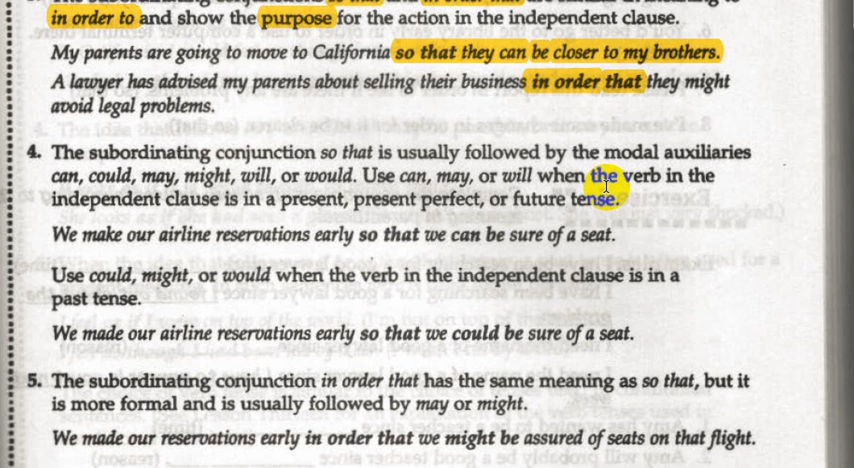 in order to and show the purpose for the action in the independent clause.
My parents are going to move to California so that they can be closer to my brothers.
A lawyer has advised my parents about selling their business in order that they might
avoid legal problems.
4. The subordinating conjunction so that is usually followed by the modal auxiliaries
can, could, may, might, will, or would. Use can, may, or will when the verb in the
independent clause is in a present, present perfect, or future tense.
We make our airline reservations early so that we can be sure of a seat.
Use could, might, or would when the verb in the independent clause is in a
past tense.
We made our airline reservations early so that we could be sure of a seat.
5. The subordinating conjunction in order that has the same meaning as so that, but it
is more formal and is usually followed by may or might.
We made our reservations early in order that we might be assured of seats on that flight.